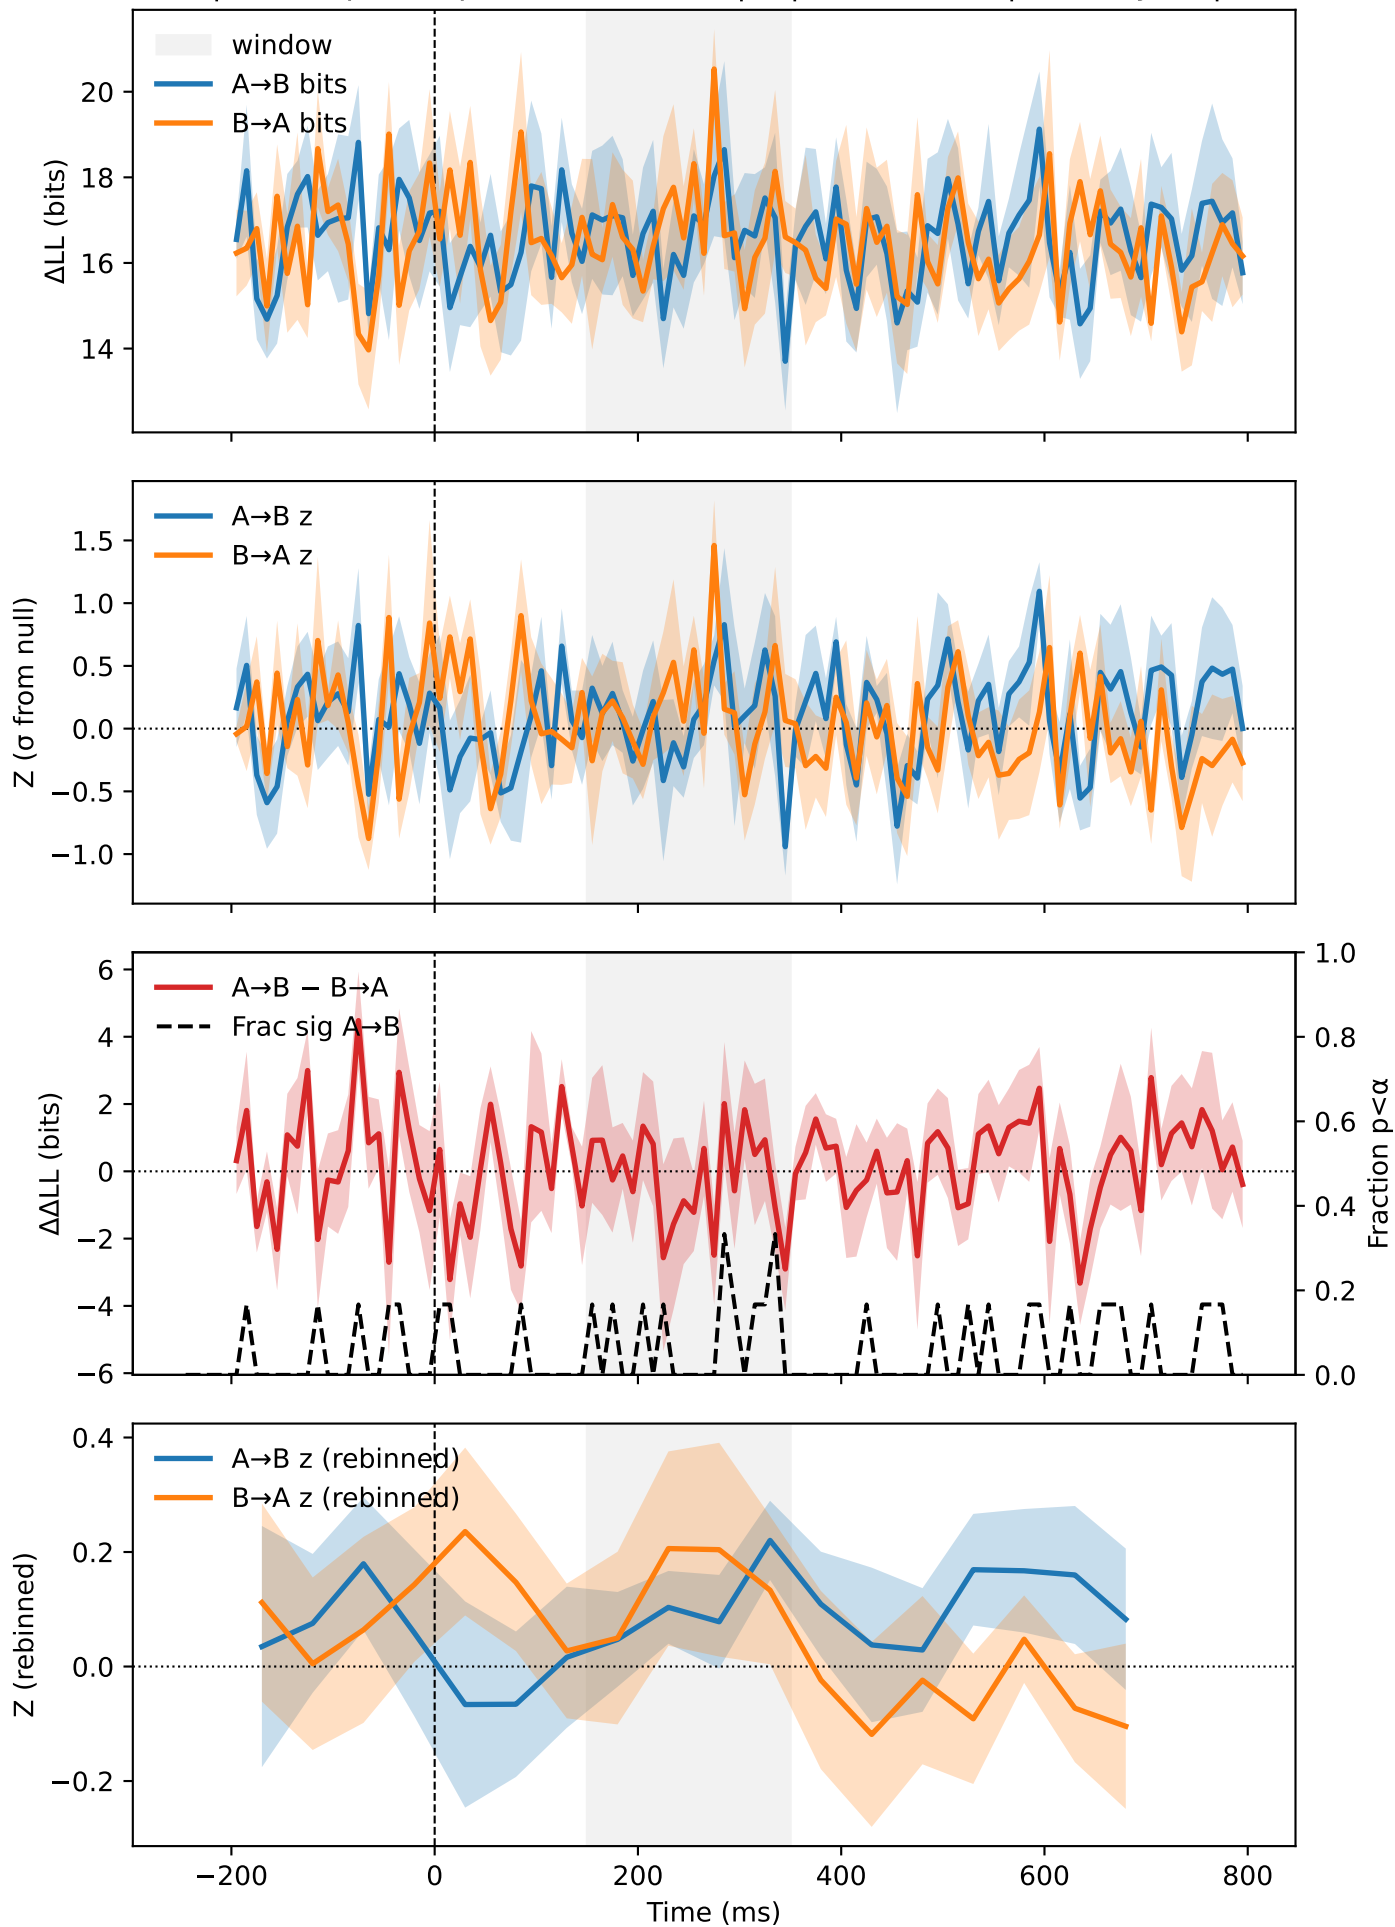 window
A→B bits
B→A bits
20
18
16
14
ΔLL (bits)
A→B z
B→A z
1.5
1.0
0.5
0.0
−0.5
−1.0
Z (σ from null)
A→B − B→A
Frac sig A→B
6
4
2
0
−2
−4
−6
ΔΔLL (bits)
1.0
0.8
0.6
0.4
0.2
0.0
Fraction p<α
A→B z (rebinned)
B→A z (rebinned)
0.4
0.2
0.0
−0.2
Z (rebinned)
−200
0
200
400
600
800
Time (ms)